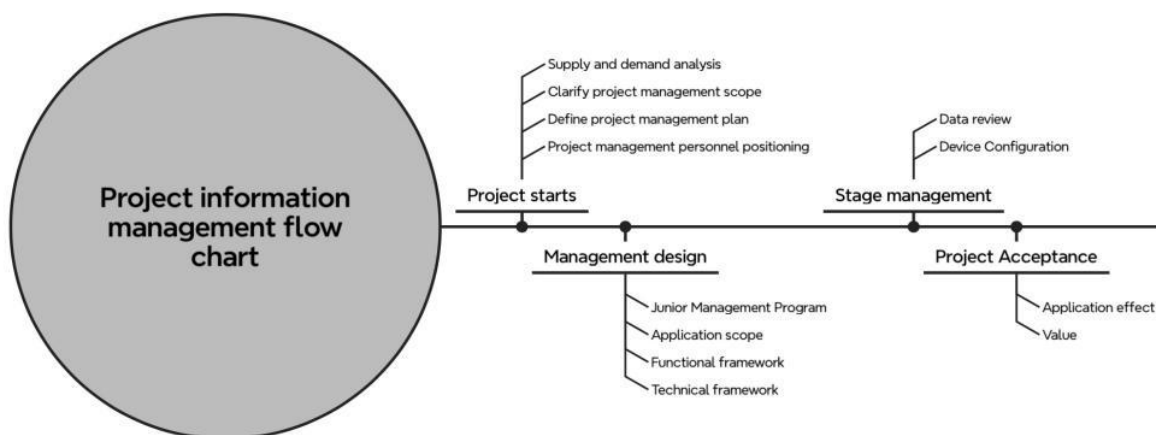 Project information
management flow
chart
Supply and demand analysis
Clarify project management scope
Define project management plan
Project management personnel positioning
Project starts
Management design
Junior Management Program
Application scope
Functional framework
Technical framework
Data review
Device Configuration
Stage management
Project Acceptance
Application effect
Value